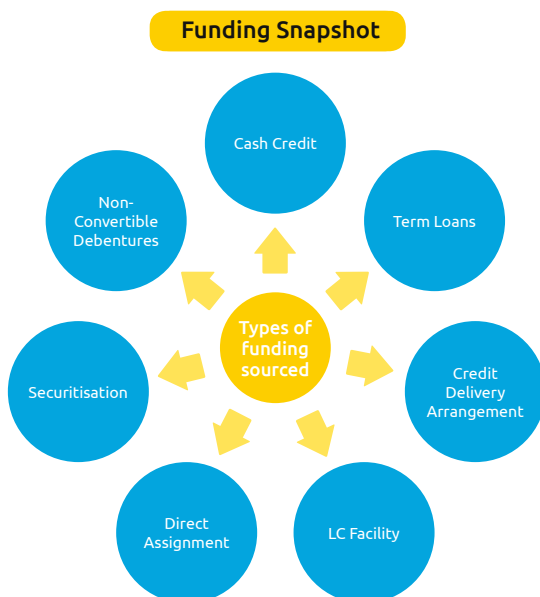 Funding Snapshot
Cash Credit
Non-
Convertible
Debentures
Term Loans
Types of
funding
sourced
Securitisation
Credit
Delivery
Arrangement
Direct
Assignment
LC Facility